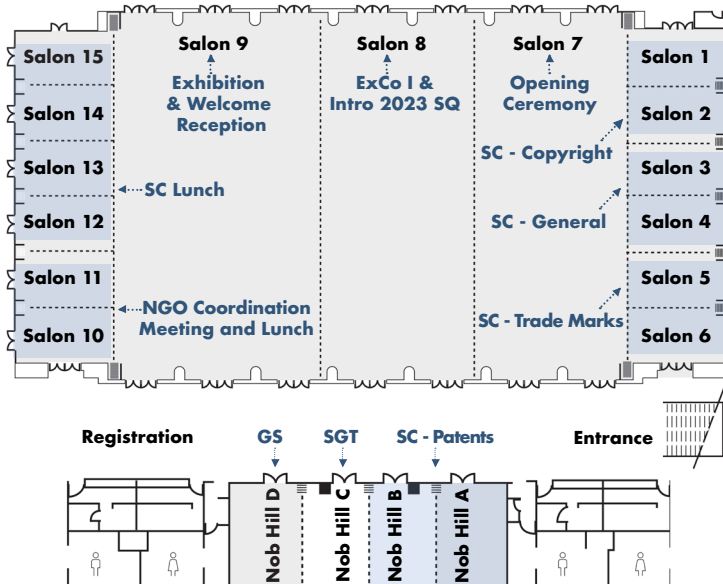 Salon 15
Salon 9
Salon 8
Salon 7
Salon 1
Exhibition
& Welcome
Reception
ExCo I &
Intro 2023 SQ
Opening
Ceremony
Salon 14
Salon 2
SC - Copyright
Salon 13
Salon 3
SC Lunch
Salon 12
SC - General
Salon 4
Salon 11
Salon 5
NGO Coordination
Meeting and Lunch
SC - Trade Marks
Salon 10
Salon 6
Registration
GS
SGT
SC - Patents
Entrance
Nob Hill D
Nob Hill C
Nob Hill B
Nob Hill A